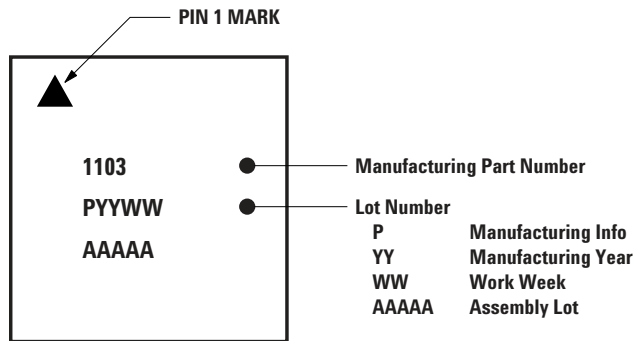 PIN 1 MARK
1103
PYYWW
AAAAA
Manufacturing Part Number
Lot Number
P Manufacturing Info
YY Manufacturing Year
WW Work Week
AAAAA Assembly Lot